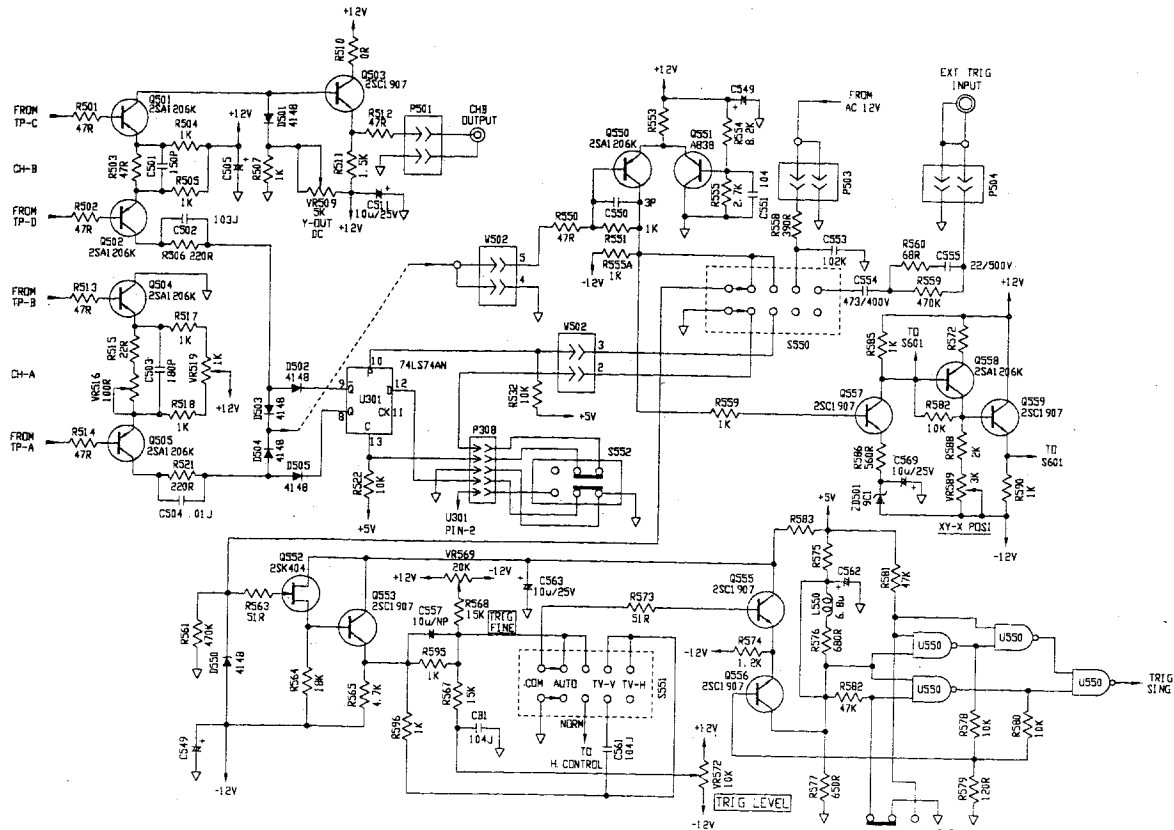 +12V
R510
0R
Q503
2SC1907
Q501
2SA1206K
FROM
TP-C
R501
47R
R504
1K
+12V
D501
4148
R512
47R
P501
CHB
OUTPUT
CH-B
R503
47R
C501
150P
R505
1K
C505
R507
1K
R511
1.5K
VR509
5K
Y-OUT
DC
C511
10u/25V
+12V
FROM
TP-D
R502
47R
Q502
2SA1206K
103J
C502
R506 220R
+12V
C549
Q550
2SA1206K
R553
Q551
A838
R554
8.2K
R555
2.7K
104
C551
C550
3P
R550
47R
R551
1K
R555A
1R
-12V
FROM
AC 12V
EXT TRIG
INPUT
P503
P504
R558
390R
C553
102K
R560
68R
C555
22/500V
C554
473/400V
R559
470K
S550
W502
5
4
FROM
TP-B
R513
47R
Q504
2SA1206K
R515
22R
C503
180P
R517
1K
VR519
1K
+12V
CH-A
VR516
100R
R518
1K
FROM
TP-A
R514
47R
Q505
2SA1206K
R521
220R
C504 .01J
D502
4148
D503
4148
D504
4148
D505
4148
74LS74AN
10
P
9
Q
12
D
U301
CK 11
8
Q
C
13
R522
10K
+5V
W502
3
2
R532
10K
+5V
P308
S552
U301
PIN-2
R559
1K
+12V
R585
1K
TO
S601
R572
Q558
2SA1206K
Q557
2SC1907
R582
10K
Q559
2SC1907
R586
560R
C569
10u/25V
ZD501
9C1
R588
2K
VR589
3K
TO
S601
R590
1K
XY-X POSI
-12V
Q552
2SK404
R563
51R
R561
470K
D550
4148
C549
-12V
R564
18K
Q553
2SC1907
R565
4.7K
VR569
20K
+12V
-12V
R568
15K
C557
10u/NP
C563
10u/25V
TRIG
FINE
R595
1K
R567
15K
R596
1K
C81
104J
COM
AUTO
TV-V
TV-H
S551
NORM
TO
H. CONTROL
C561
104J
R573
51R
Q555
2SC1907
R574
1.2K
-12V
Q556
2SC1907
+12V
VR572
10K
-12V
TRIG LEVEL
R583
+5V
R575
C562
L550
6.8u
R576
680R
R581
47K
R582
47K
R577
650R
U550
U550
U550
U550
R578
10K
R580
10K
R579
120R
TRIG
SING